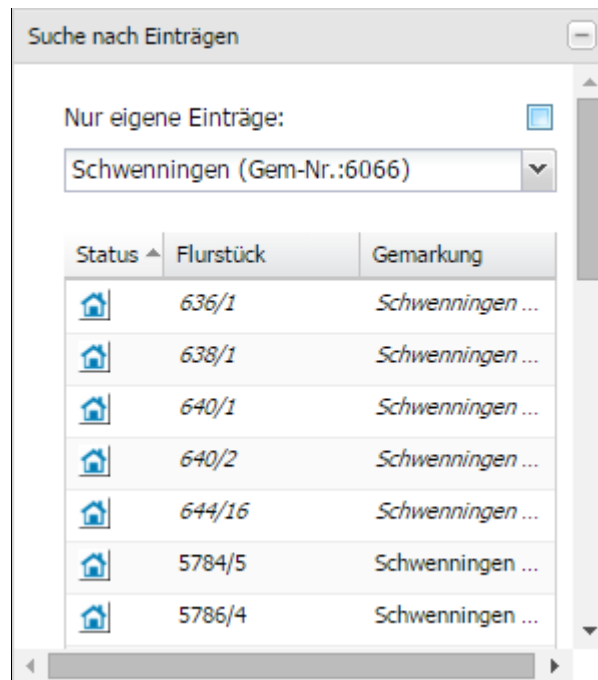 Suche nach Einträgen
Nur eigene Einträge:
Schwenningen (Gem-Nr.:6066)
Status Flurstück Gemarkung
636/1 Schwenningen ...
638/1 Schwenningen ...
640/1 Schwenningen ...
640/2 Schwenningen ...
644/16 Schwenningen ...
5784/5 Schwenningen ...
5786/4 Schwenningen ...